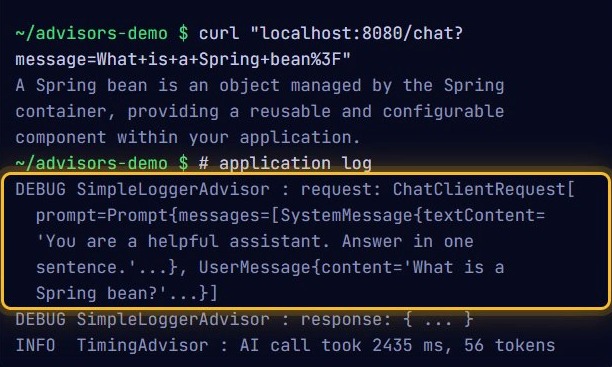 ~/advisors-demo $ curl "localhost:8080/chat?
message=What+is+a+Spring+bean%3F"
A Spring bean is an object managed by the Spring
container, providing a reusable and configurable
component within your application.
~/advisors-demo $ # application log
DEBUG SimpleLoggerAdvisor : request: ChatClientRequest[
prompt=Prompt{messages=[SystemMessage{textContent=
'You are a helpful assistant. Answer in one
sentence.'...}, UserMessage{content='What is a
Spring bean?'...}]
DEBUG SimpleLoggerAdvisor : response: { ... }
INFO  TimingAdvisor : AI call took 2435 ms, 56 tokens